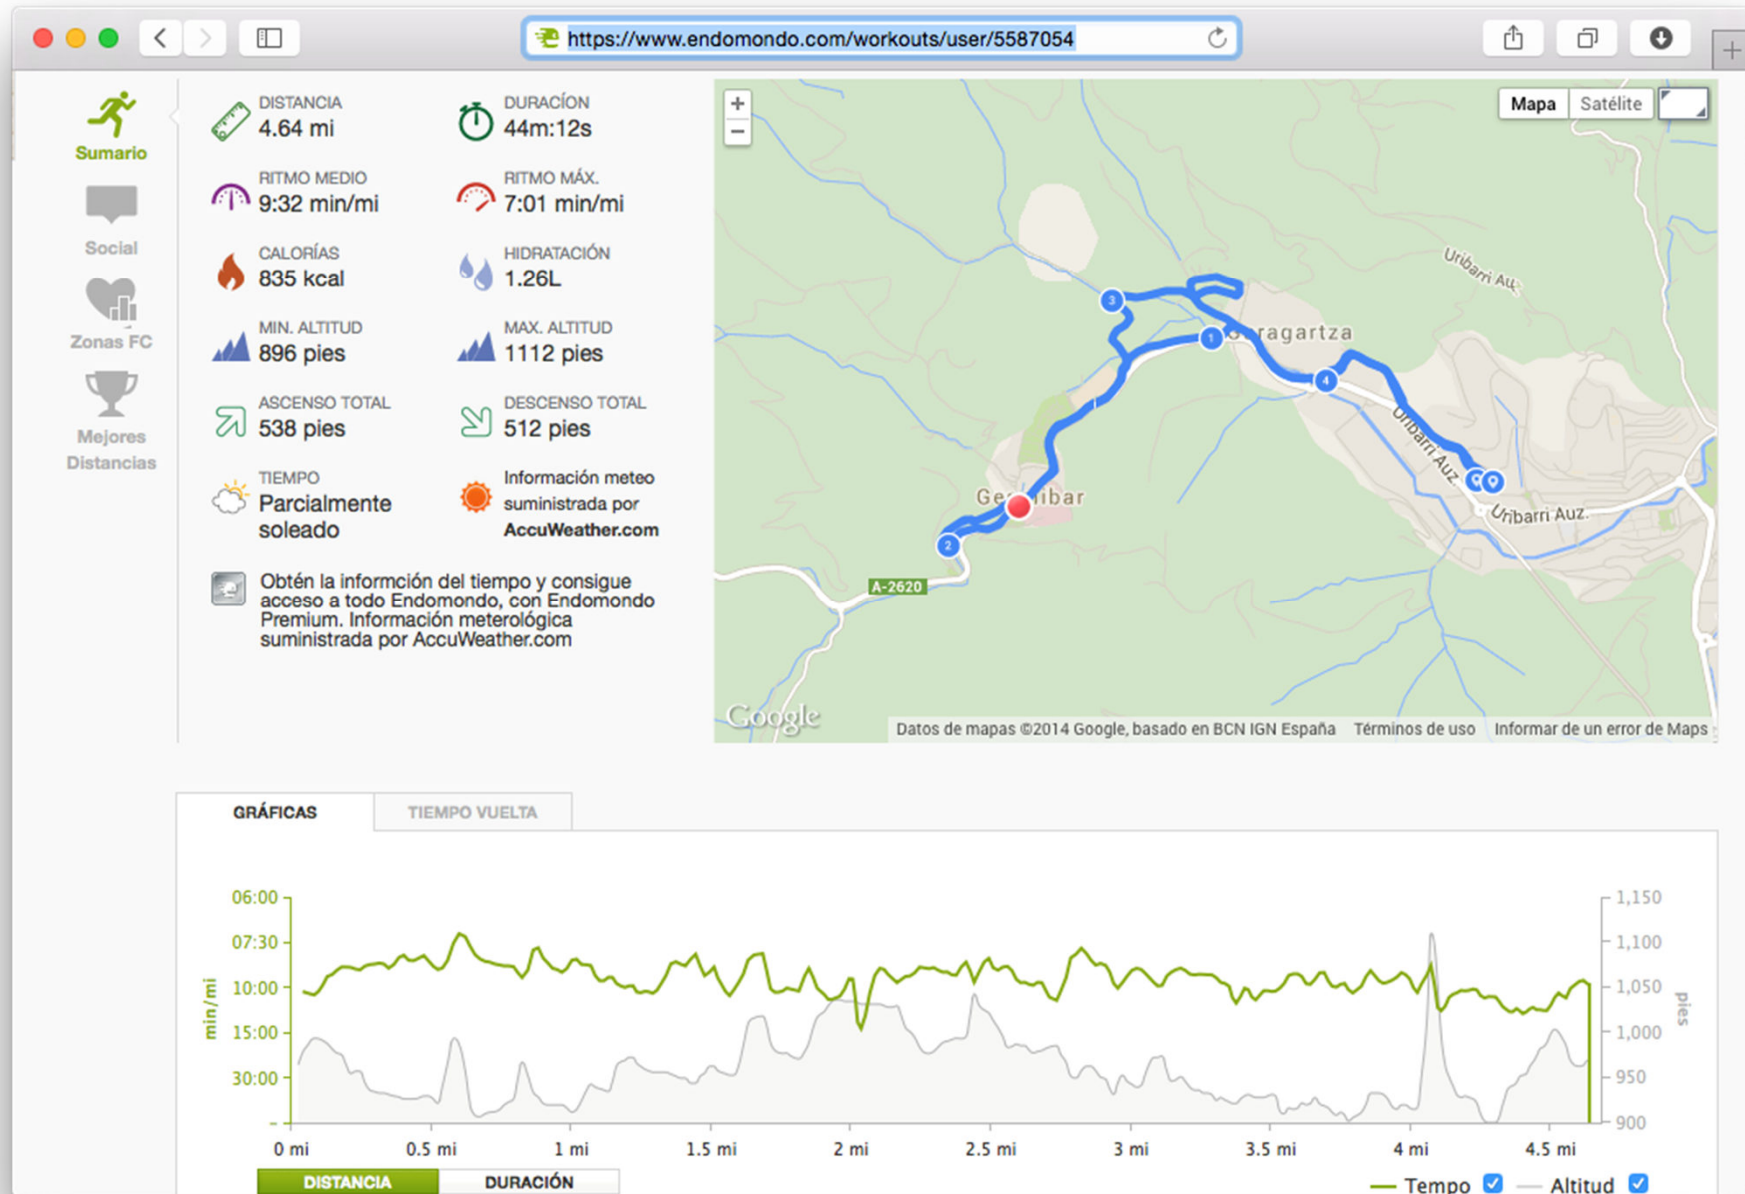 https://www.endomondo.com/workouts/user/5587054
Sumario
Social
Zonas FC
Mejores
Distancias
DISTANCIA
4.64 mi
DURACÍON
44m:12s
RITMO MEDIO
9:32 min/mi
RITMO MÁX.
7:01 min/mi
CALORÍAS
835 kcal
HIDRATACIÓN
1.26L
MIN. ALTITUD
896 pies
MAX. ALTITUD
1112 pies
ASCENSO TOTAL
538 pies
DESCENSO TOTAL
512 pies
TIEMPO
Parcialmente
soleado
Información meteo
suministrada por
AccuWeather.com
Obtén la informción del tiempo y consigue
acceso a todo Endomondo, con Endomondo
Premium. Información meterológica
suministrada por AccuWeather.com
+
−
Mapa Satélite
Uribarri Au.
3
1
ragartza
4
Uribarri Auz.
Uribarri Auz.
2
A-2620
Google
Datos de mapas ©2014 Google, basado en BCN IGN España Términos de uso Informar de un error de Maps
GRÁFICAS TIEMPO VUELTA
06:00
07:30
10:00
15:00
30:00
-
min/mi
1,150
1,100
1,050
1,000
950
900
pies
0 mi 0.5 mi 1 mi 1.5 mi 2 mi 2.5 mi 3 mi 3.5 mi 4 mi 4.5 mi
DISTANCIA DURACIÓN
Tempo Altitud